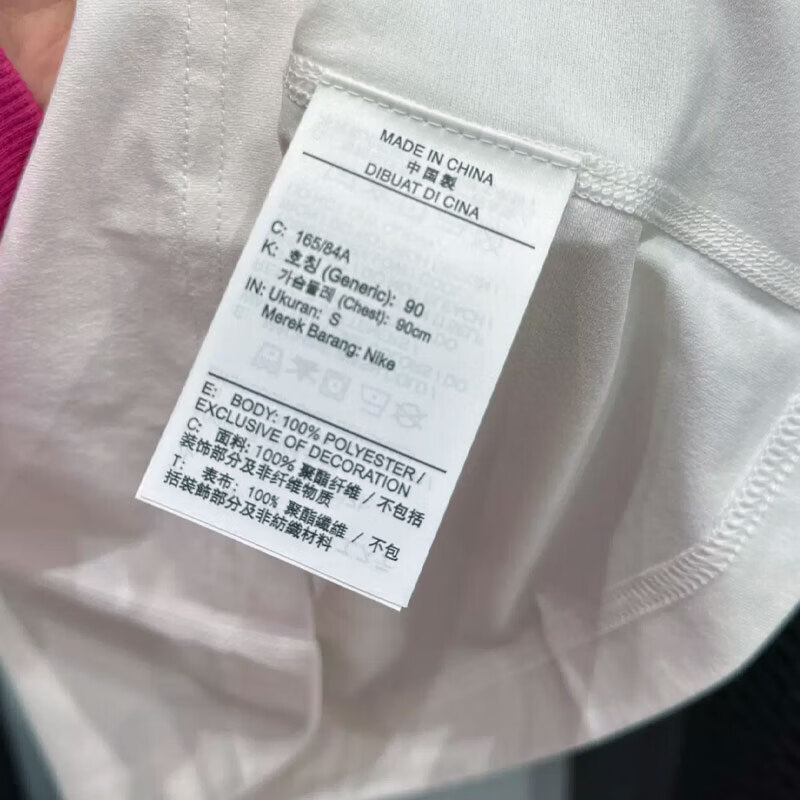 MADE IN CHINA
中国製
DIBUAT DI CINA
C: 165/84A
K: 호칭 (Generic): 90
가슴둘레 (Chest): 90cm
IN: Ukuran: S
Merek Barang: Nike
E: BODY: 100% POLYESTER /
EXCLUSIVE OF DECORATION
C: 面料: 100% 聚酯纤维 / 不包括
装饰部分及非纤维物质
T: 表布: 100% 聚酯纖維 / 不包
括裝飾部分及非紡織材料